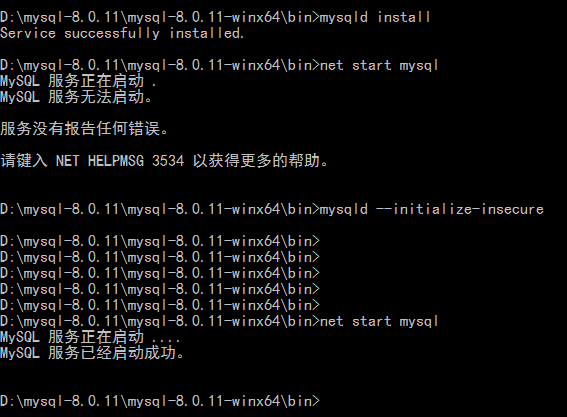 D:\mysql-8.0.11\mysql-8.0.11-winx64\bin>mysqld install
Service successfully installed.
D:\mysql-8.0.11\mysql-8.0.11-winx64\bin>net start mysql
MySQL 服务正在启动 .
MySQL 服务无法启动。
服务没有报告任何错误。
请键入 NET HELPMSG 3534 以获得更多的帮助。
D:\mysql-8.0.11\mysql-8.0.11-winx64\bin>mysqld --initialize-insecure
D:\mysql-8.0.11\mysql-8.0.11-winx64\bin>
D:\mysql-8.0.11\mysql-8.0.11-winx64\bin>
D:\mysql-8.0.11\mysql-8.0.11-winx64\bin>
D:\mysql-8.0.11\mysql-8.0.11-winx64\bin>
D:\mysql-8.0.11\mysql-8.0.11-winx64\bin>
D:\mysql-8.0.11\mysql-8.0.11-winx64\bin>net start mysql
MySQL 服务正在启动 ....
MySQL 服务已经启动成功。
D:\mysql-8.0.11\mysql-8.0.11-winx64\bin>